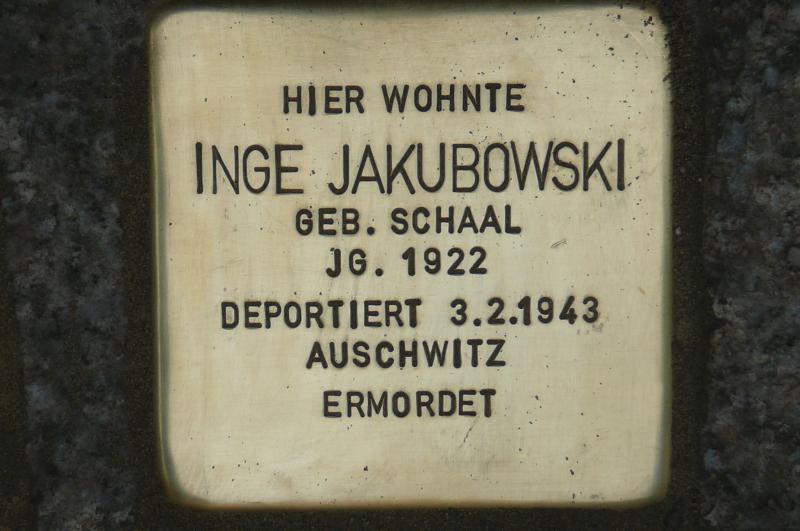 HIER WOHNTE
INGE JAKUBOWSKI
GEB. SCHAAL
JG. 1922
DEPORTIERT 3.2.1943
AUSCHWITZ
ERMORDET